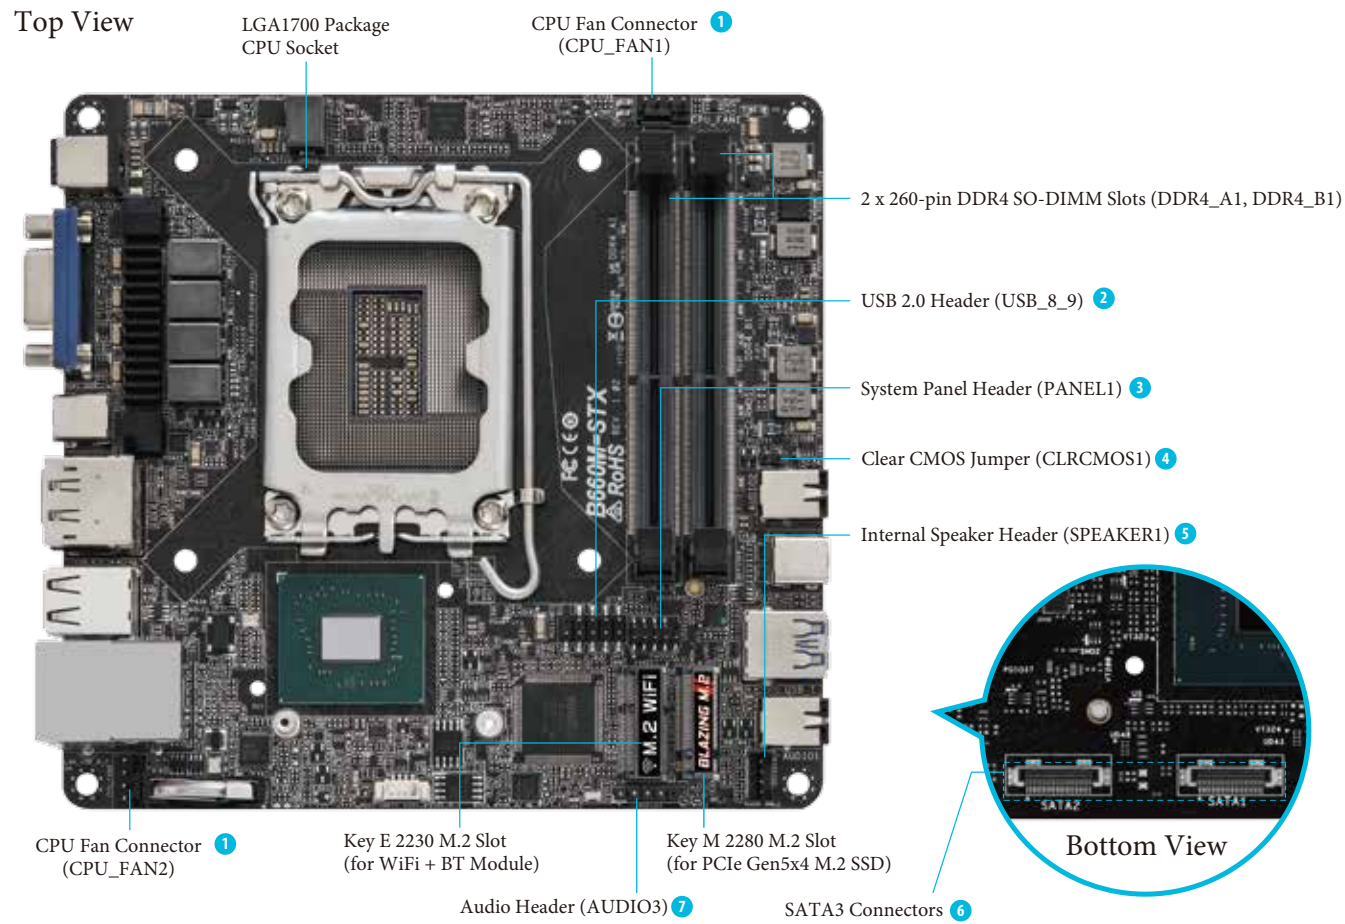 Top View
LGA1700 Package
CPU Socket
CPU Fan Connector 1
(CPU_FAN1)
2 x 260-pin DDR4 SO-DIMM Slots (DDR4_A1, DDR4_B1)
USB 2.0 Header (USB_8_9) 2
System Panel Header (PANEL1) 3
Clear CMOS Jumper (CLRCMOS1) 4
Internal Speaker Header (SPEAKER1) 5
B660M-STX
RoHS
FC CE
M.2 WiFi
BLAZING M.2
AUDIO1
CPU Fan Connector 1
(CPU_FAN2)
Key E 2230 M.2 Slot
(for WiFi + BT Module)
Key M 2280 M.2 Slot
(for PCIe Gen5x4 M.2 SSD)
Audio Header (AUDIO3) 7
SATA2
SATA1
Bottom View
SATA3 Connectors 6